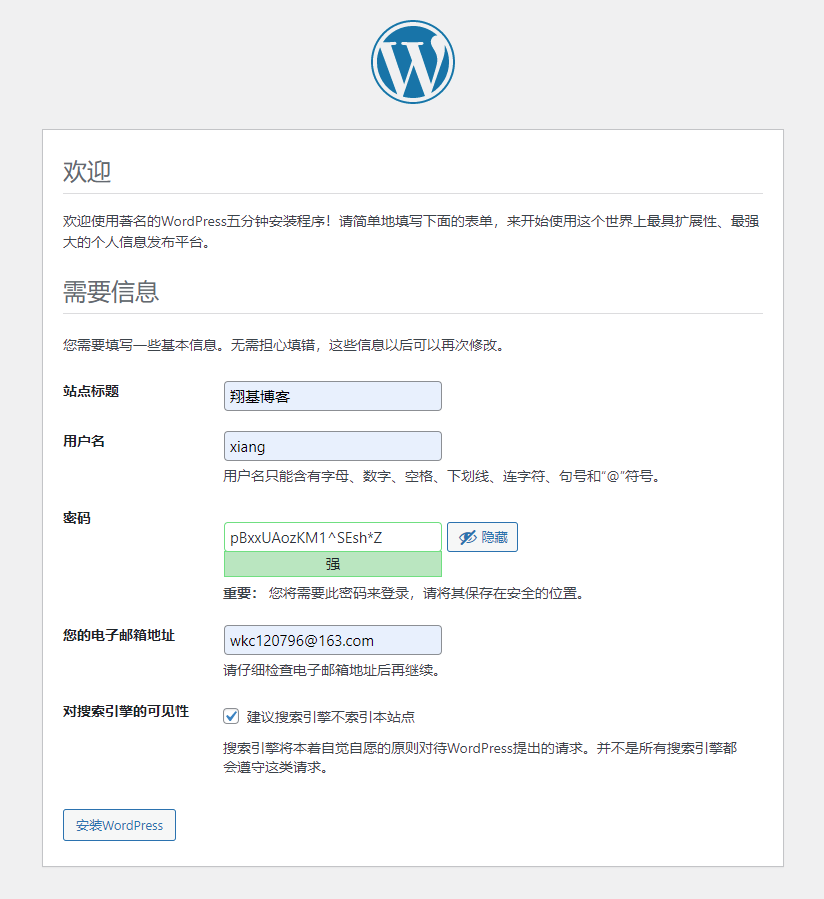 欢迎
欢迎使用著名的WordPress五分钟安装程序！请简单地填写下面的表单，来开始使用这个世界上最具扩展性、最强
大的个人信息发布平台。
需要信息
您需要填写一些基本信息。无需担心填错，这些信息以后可以再次修改。
站点标题
翔基博客
用户名
xiang
用户名只能含有字母、数字、空格、下划线、连字符、句号和“@”符号。
密码
pBxxUAozKM1^SEsh*Z
隐藏
强
重要： 您将需要此密码来登录，请将其保存在安全的位置。
您的电子邮箱地址
wkc120796@163.com
请仔细检查电子邮箱地址后再继续。
对搜索引擎的可见性
建议搜索引擎不索引本站点
搜索引擎将本着自觉自愿的原则对待WordPress提出的请求。并不是所有搜索引擎都
会遵守这类请求。
安装WordPress